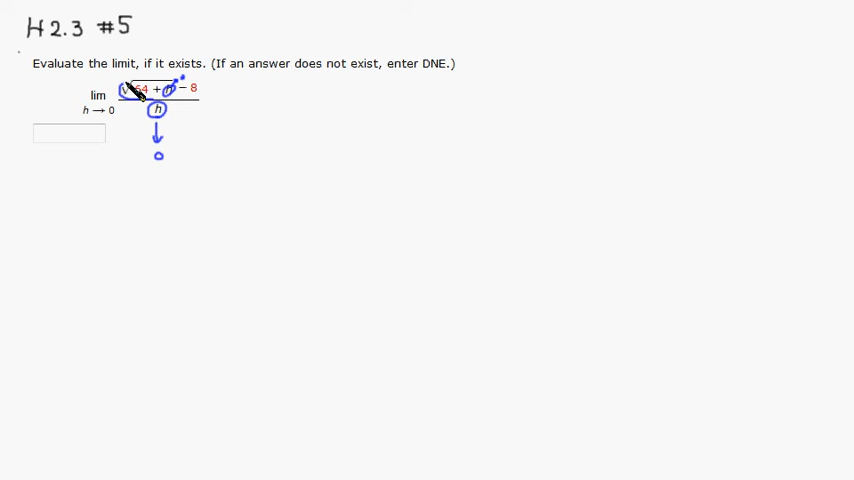 H 2.3 #5
Evaluate the limit, if it exists. (If an answer does not exist, enter DNE.)
lim h → 0 √64 + h − 8 / h
0